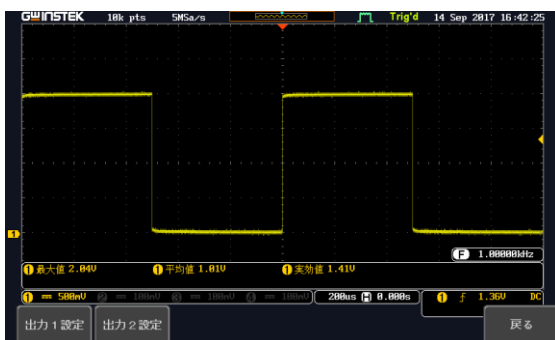 GWINSTEK 10k pts 5MSa/s Trig'd 14 Sep 2017 16:42:25
1
F 1.00000kHz
1 最大値 2.04V 1 平均値 1.01V 1 実効値 1.41V
1 500mV 2 100mV 3 100mV 4 100mV 200us H 0.000s 1 1.36V DC
出力1設定 出力2設定 戻る